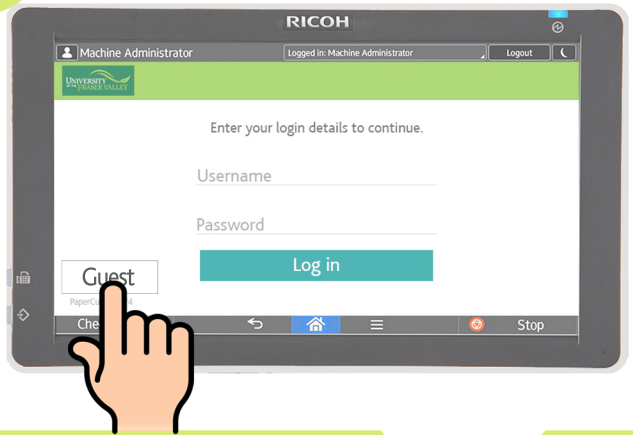 RICOH
Machine Administrator
Logged in: Machine Administrator
Logout
UNIVERSITY
OF THE FRASER VALLEY
Enter your login details to continue.
Username
Password
Log in
Guest
Stop